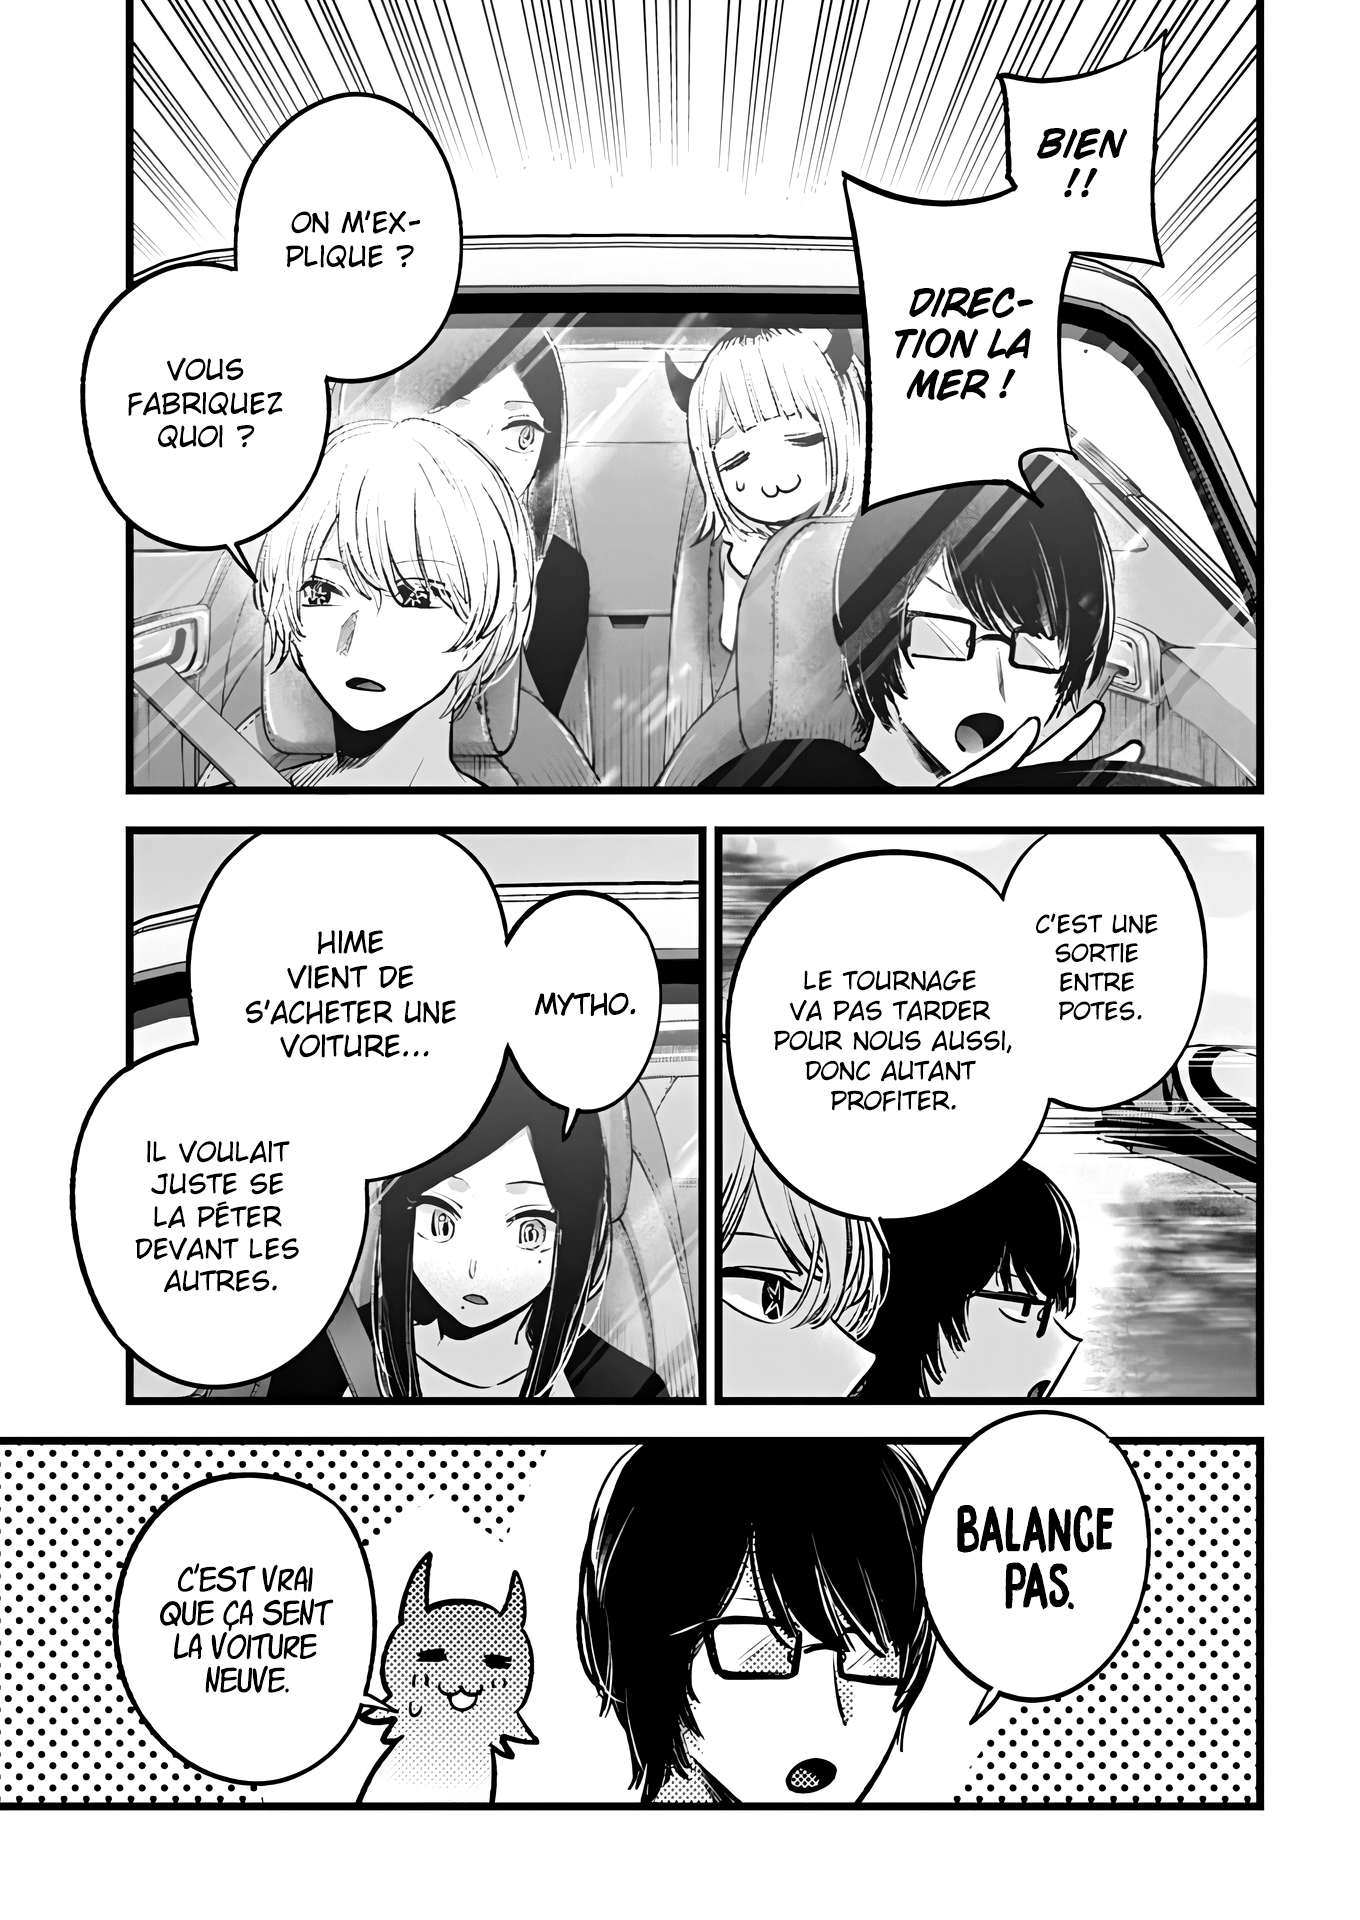 BIEN
!!
DIREC-
TION LA
MER !
ON M'EX-
PLIQUE ?
VOUS
FABRIQUEZ
QUOI ?
C'EST UNE
SORTIE
ENTRE
POTES.
LE TOURNAGE
VA PAS TARDER
POUR NOUS AUSSI,
DONC AUTANT
PROFITER.
MYTHO.
HIME
VIENT DE
S'ACHETER UNE
VOITURE...
IL VOULAIT
JUSTE SE
LA PÉTER
DEVANT LES
AUTRES.
BALANCE
PAS.
C'EST VRAI
QUE ÇA SENT
LA VOITURE
NEUVE.